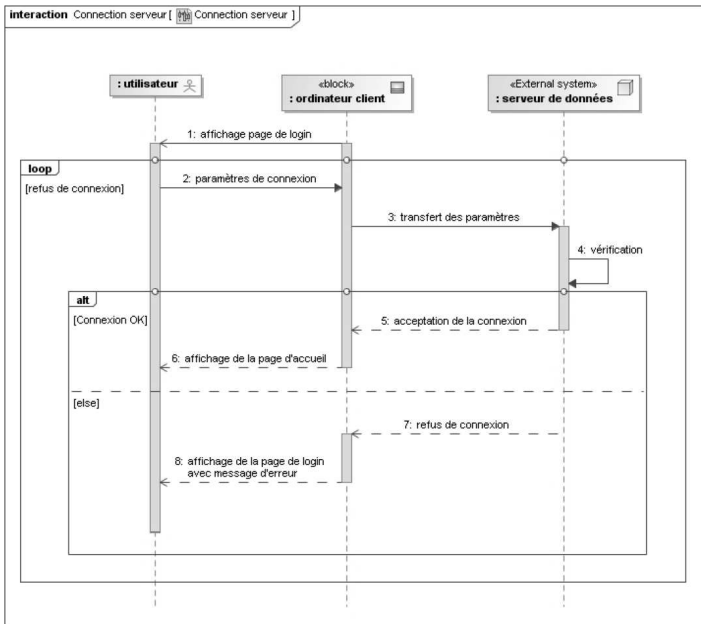 interaction Connection serveur [ Connection serveur ]
: utilisateur
«block»
: ordinateur client
«External system»
: serveur de données
1: affichage page de login
loop
[refus de connexion]
2: paramètres de connexion
3: transfert des paramètres
4: vérification
alt
[Connexion OK]
5: acceptation de la connexion
6: affichage de la page d'accueil
[else]
7: refus de connexion
8: affichage de la page de login
avec message d'erreur